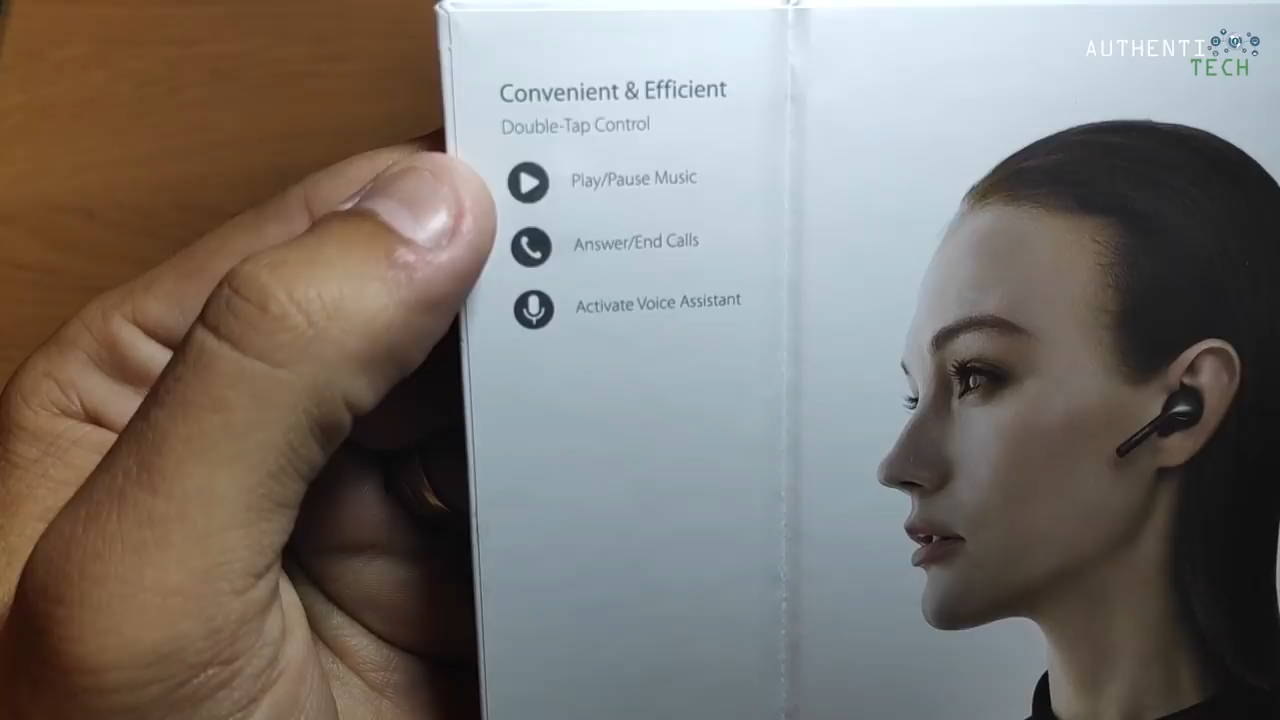 Convenient & Efficient
Double-Tap Control
Play/Pause Music
Answer/End Calls
Activate Voice Assistant
AUTHENTI
TECH